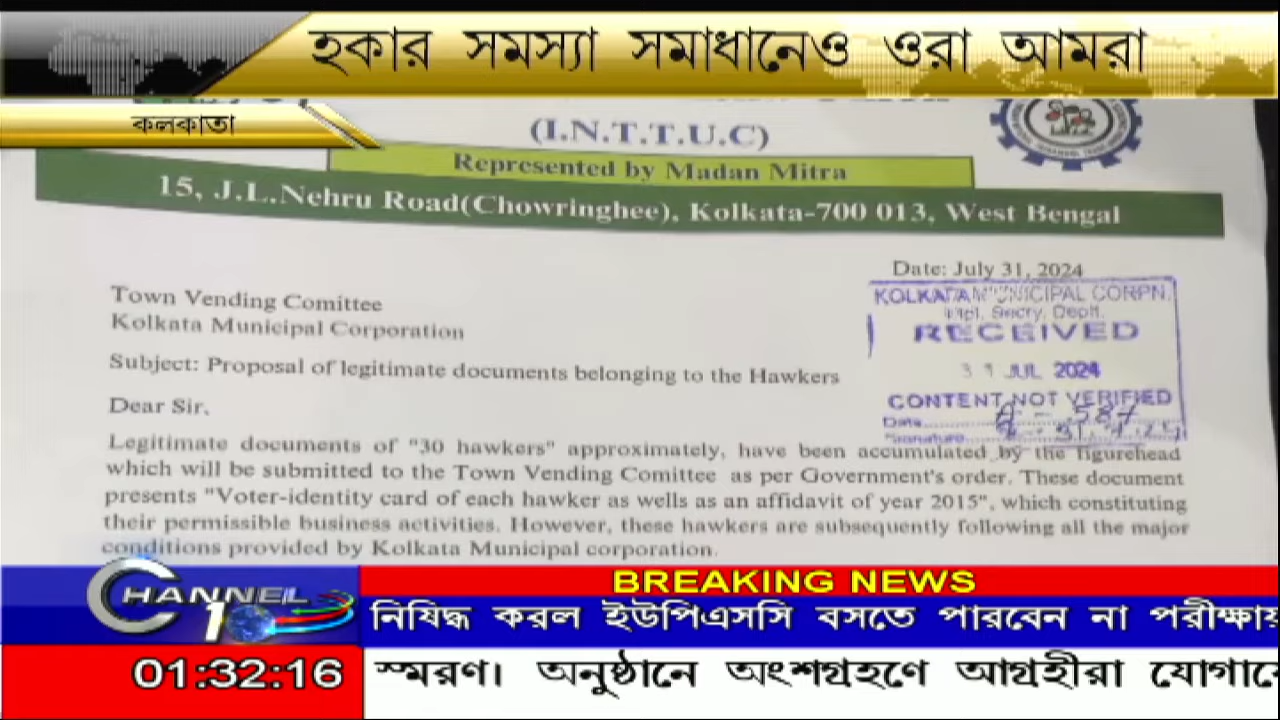 হকার সমস্যা সমাধানেও ওরা আমরা
কলকাতা
(I.N.T.T.U.C)
Represented by Madan Mitra
15, J.L.Nehru Road(Chowringhee), Kolkata-700 013, West Bengal
Date: July 31, 2024
KOLKATA MUNICIPAL CORPN.
Mpl. Secry. Deptt.
RECEIVED
31 JUL 2024
CONTENT NOT VERIFIED
Date
Signature
Town Vending Comittee
Kolkata Municipal Corporation
Subject: Proposal of legitimate documents belonging to the Hawkers
Dear Sir,
Legitimate documents of "30 hawkers" approximately, have been accumulated by the figurehead
which will be submitted to the Town Vending Comittee as per Government's order. These document
presents "Voter-identity card of each hawker as wells as an affidavit of year 2015", which constituting
their permissible business activities. However, these hawkers are subsequently following all the major
conditions provided by Kolkata Municipal corporation.
CHANNEL 10
BREAKING NEWS
নিষিদ্ধ করল ইউপিএসসি বসতে পারবেন না পরীক্ষায়
01:32:16
স্মরণ। অনুষ্ঠানে অংশগ্রহণে আগ্রহীরা